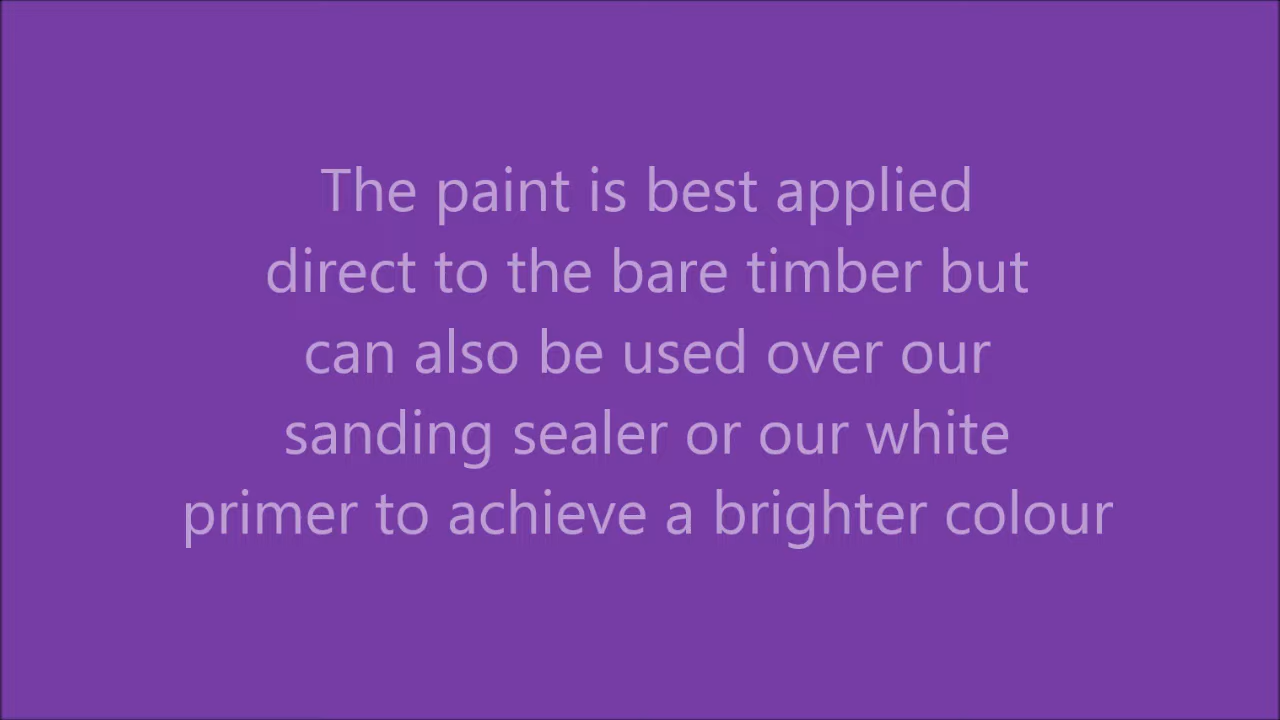 The paint is best applied
direct to the bare timber but
can also be used over our
sanding sealer or our white
primer to achieve a brighter colour